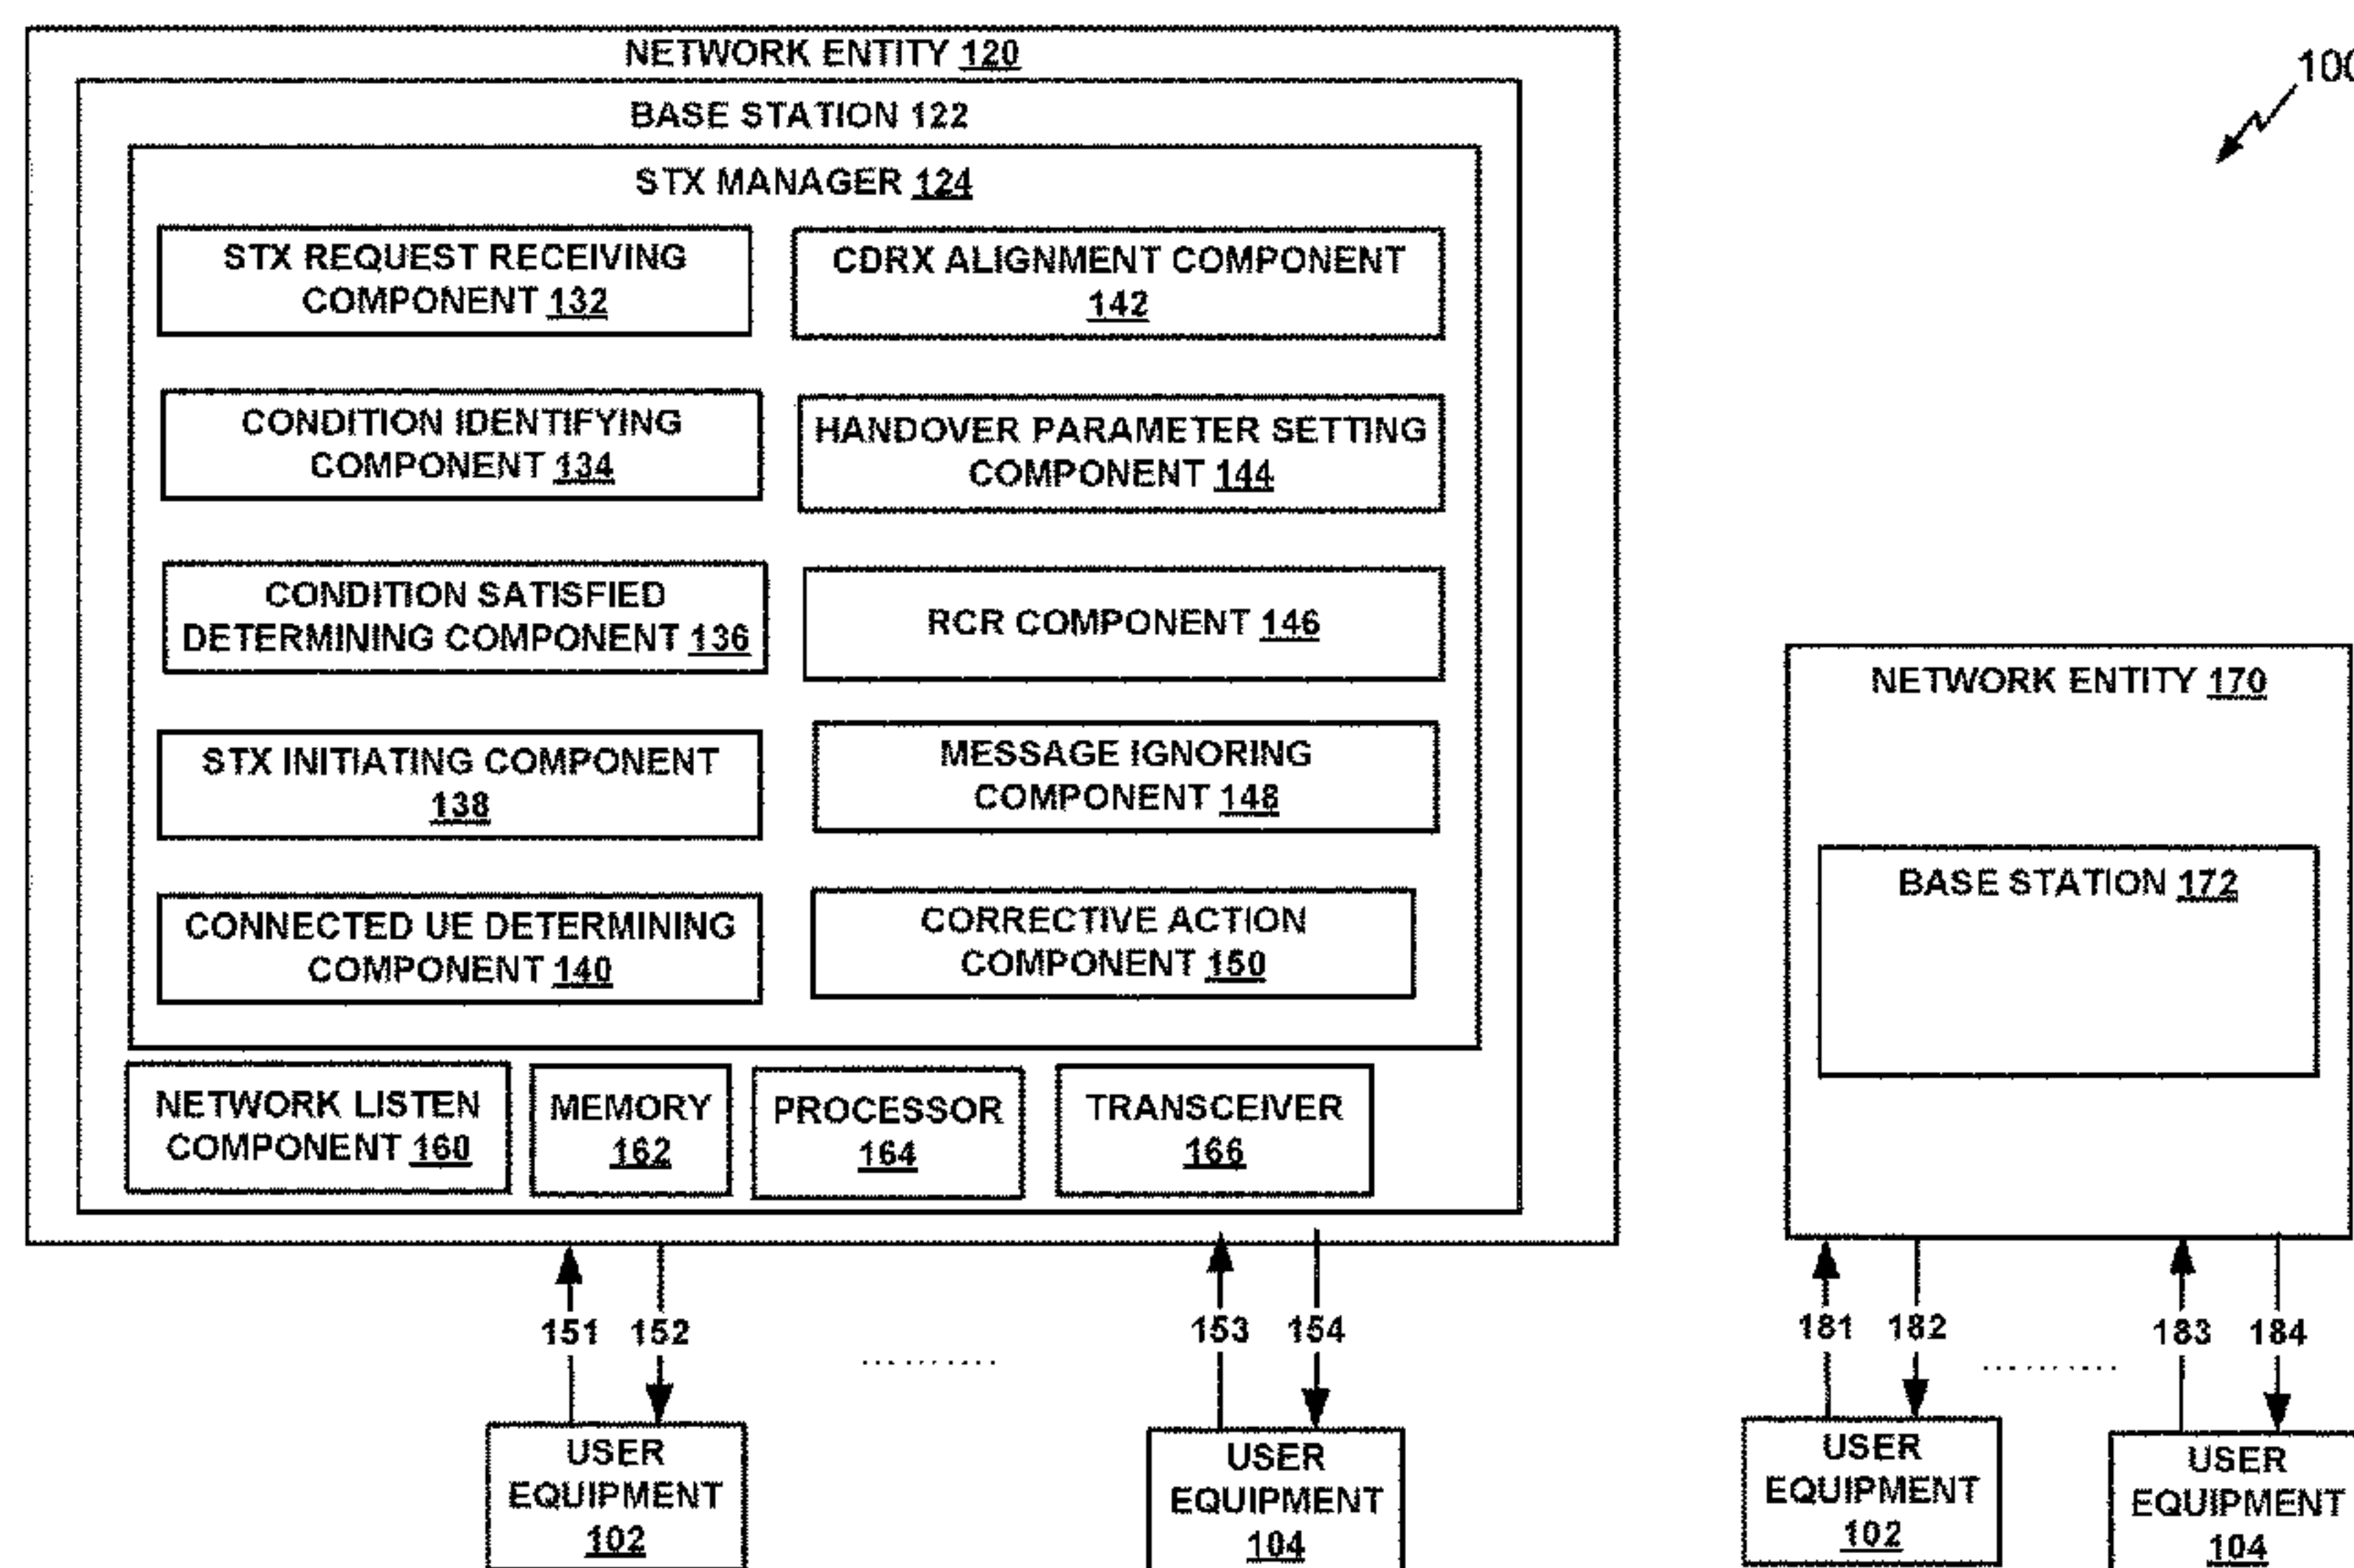 NETWORK ENTITY 120
100
BASE STATION 122
STX MANAGER 124
STX REQUEST RECEIVING
COMPONENT 132
CDRX ALIGNMENT COMPONENT
142
CONDITION IDENTIFYING
COMPONENT 134
HANDOVER PARAMETER SETTING
COMPONENT 144
CONDITION SATISFIED
DETERMINING COMPONENT 136
RCR COMPONENT 146
STX INITIATING COMPONENT
138
MESSAGE IGNORING
COMPONENT 148
CONNECTED UE DETERMINING
COMPONENT 140
CORRECTIVE ACTION
COMPONENT 150
NETWORK LISTEN
COMPONENT 160
MEMORY
162
PROCESSOR
164
TRANSCEIVER
166
NETWORK ENTITY 170
BASE STATION 172
151 152
153 154
181 182
183 184
USER
EQUIPMENT
102
USER
EQUIPMENT
104
USER
EQUIPMENT
102
USER
EQUIPMENT
104